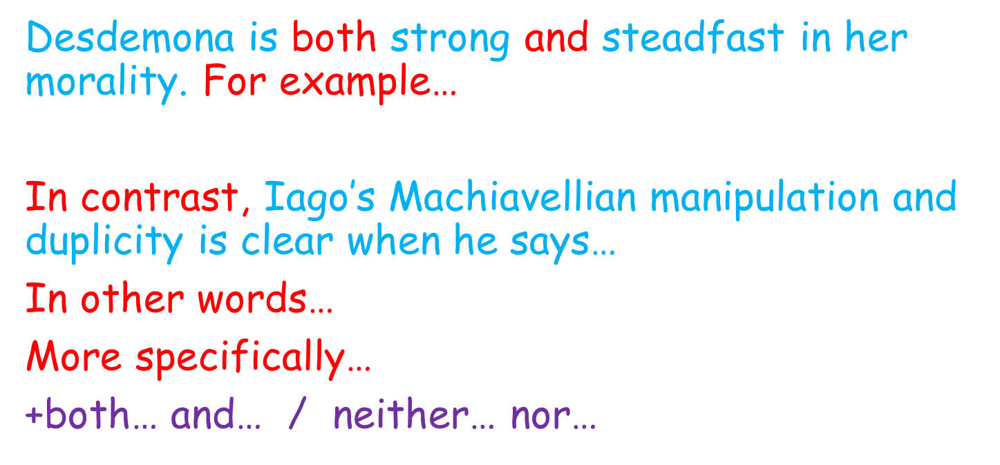 Desdemona is both strong and steadfast in her
morality. For example…
In contrast, Iago’s Machiavellian manipulation and
duplicity is clear when he says…
In other words…
More specifically…
+both… and… / neither… nor…